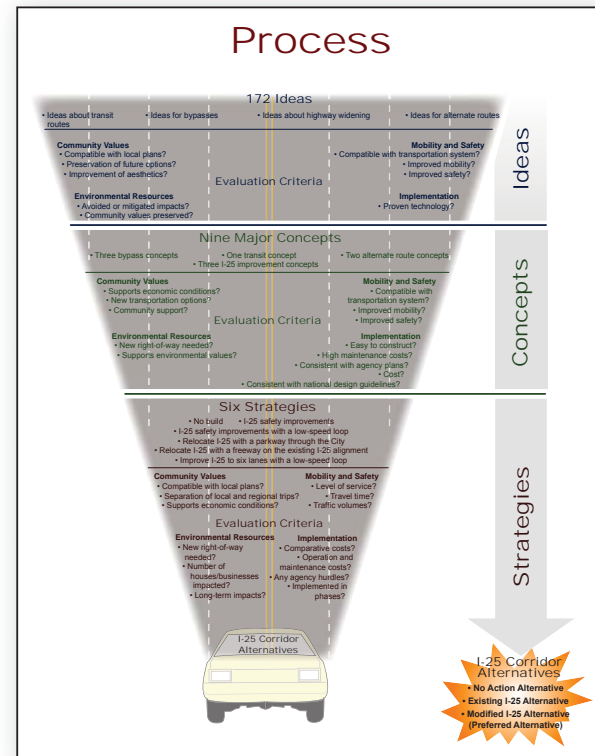 Process
172 Ideas
• Ideas about transit routes
• Ideas for bypasses
• Ideas about highway widening
• Ideas for alternate routes
Community Values
• Compatible with local plans?
• Preservation of future options?
• Improvement of aesthetics?
Mobility and Safety
• Compatible with transportation system?
• Improved mobility?
• Improved safety?
Evaluation Criteria
Environmental Resources
• Avoided or mitigated impacts?
• Community values preserved?
Implementation
• Proven technology?
Ideas
Nine Major Concepts
• Three bypass concepts
• One transit concept
• Two alternate route concepts
• Three I-25 improvement concepts
Community Values
• Supports economic conditions?
• New transportation options?
• Community support?
Mobility and Safety
• Compatible with
transportation system?
• Improved mobility?
• Improved safety?
Evaluation Criteria
Environmental Resources
• New right-of-way needed?
• Supports environmental values?
Implementation
• Easy to construct?
• High maintenance costs?
• Consistent with agency plans?
• Cost?
• Consistent with national design guidelines?
Concepts
Six Strategies
• No build • I-25 safety improvements
• I-25 safety improvements with a low-speed loop
• Relocate I-25 with a parkway through the City
• Relocate I-25 with a freeway on the existing I-25 alignment
• Improve I-25 to six lanes with a low-speed loop
Community Values
• Compatible with local plans?
• Separation of local and regional trips?
• Supports economic conditions?
Mobility and Safety
• Level of service?
• Travel time?
• Traffic volumes?
Evaluation Criteria
Environmental Resources
• New right-of-way
needed?
• Number of
houses/businesses
impacted?
• Long-term impacts?
Implementation
• Comparative costs?
• Operation and
maintenance costs?
• Any agency hurdles?
• Implemented in
phases?
Strategies
I-25 Corridor
Alternatives
I-25 Corridor
Alternatives
• No Action Alternative
• Existing I-25 Alternative
• Modified I-25 Alternative
(Preferred Alternative)